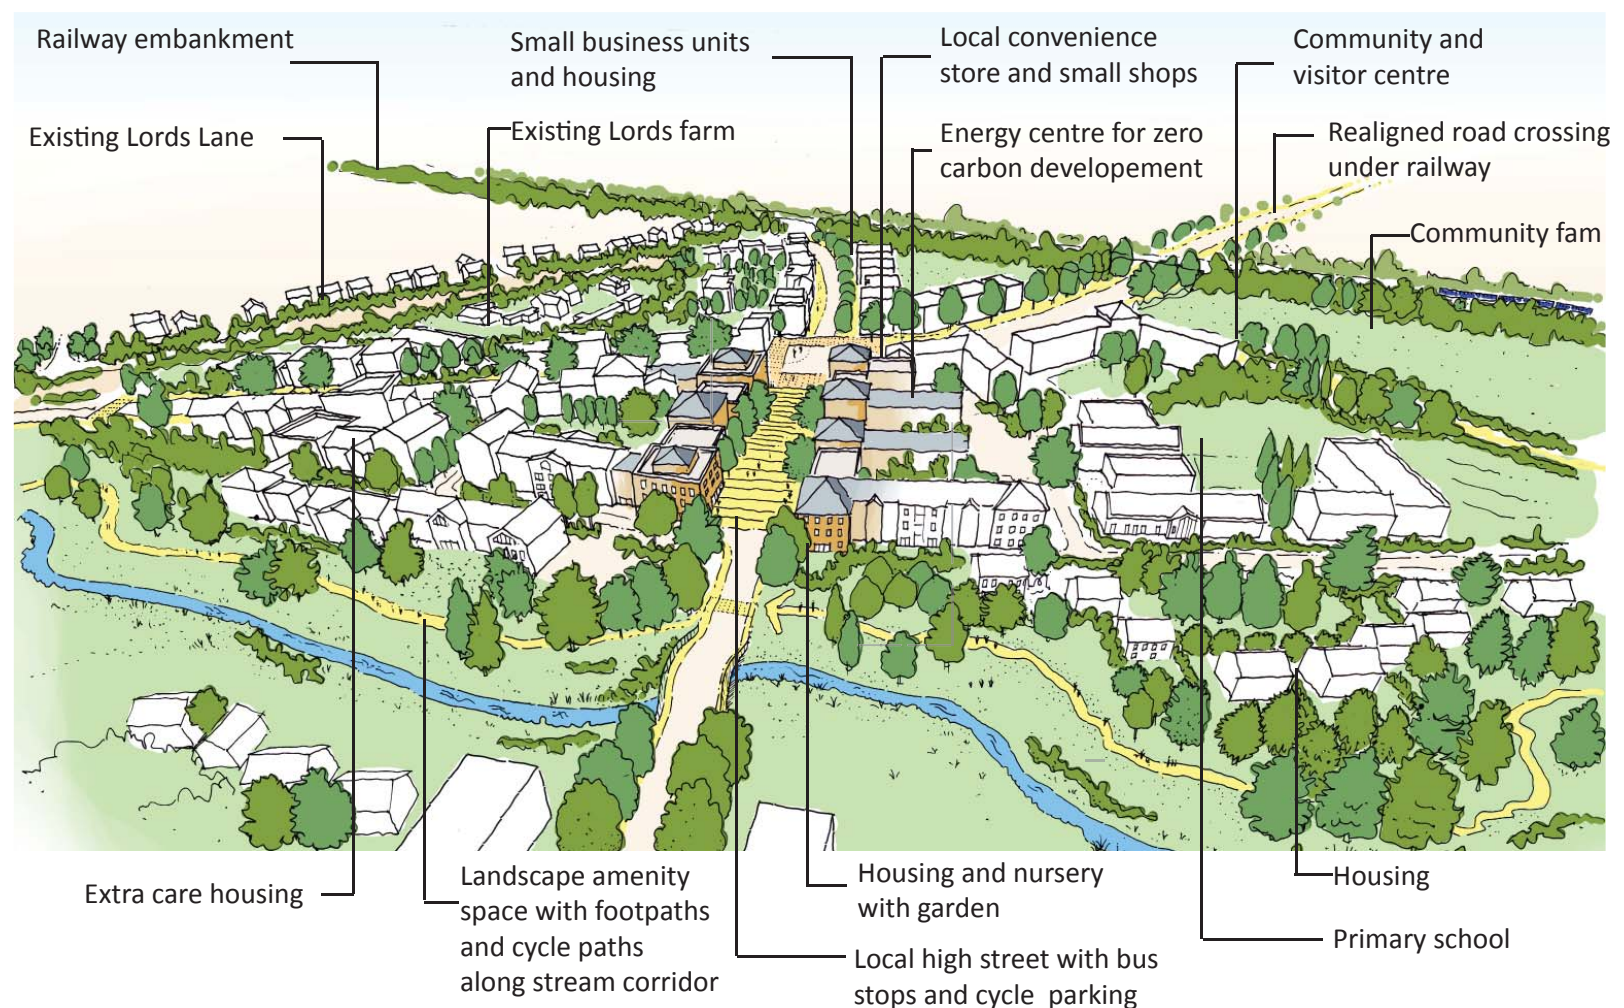 Railway embankment
Small business units
and housing
Local convenience
store and small shops
Community and
visitor centre
Existing Lords Lane
Existing Lords farm
Energy centre for zero
carbon developement
Realigned road crossing
under railway
Community fam
Extra care housing
Landscape amenity
space with footpaths
and cycle paths
along stream corridor
Housing and nursery
with garden
Local high street with bus
stops and cycle parking
Housing
Primary school